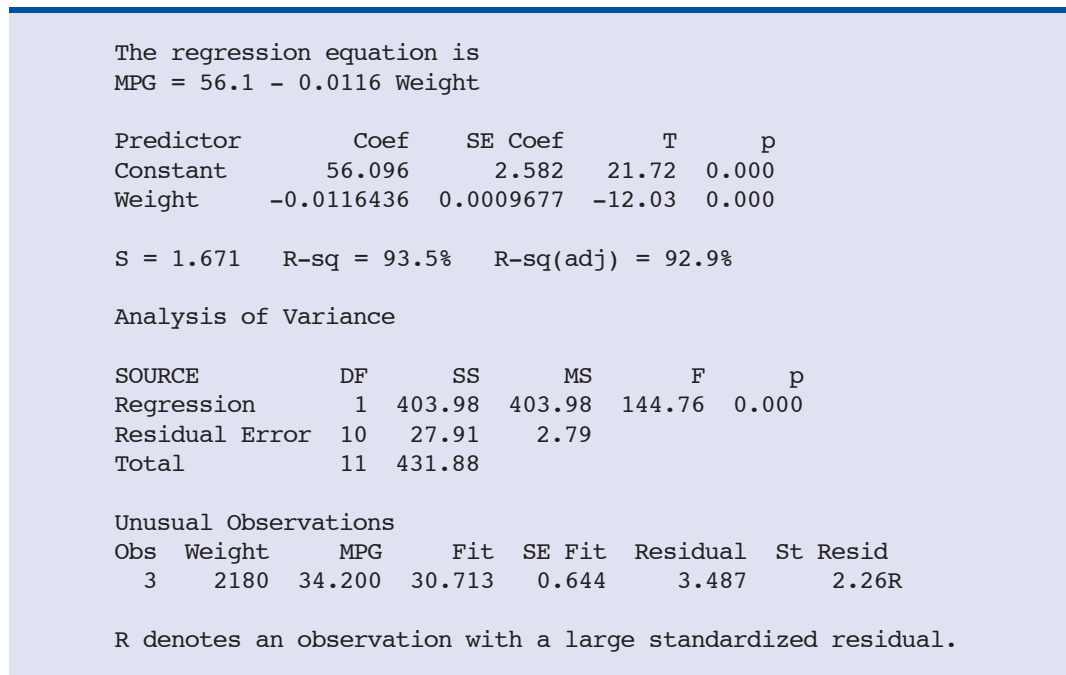 The regression equation is
MPG = 56.1 – 0.0116 Weight
Predictor Coef SE Coef T p
Constant 56.096 2.582 21.72 0.000
Weight –0.0116436 0.0009677 –12.03 0.000
S = 1.671 R–sq = 93.5% R–sq(adj) = 92.9%
Analysis of Variance
SOURCE DF SS MS F p
Regression 1 403.98 403.98 144.76 0.000
Residual Error 10 27.91 2.79
Total 11 431.88
Unusual Observations
Obs Weight MPG Fit SE Fit Residual St Resid
3 2180 34.200 30.713 0.644 3.487 2.26R
R denotes an observation with a large standardized residual.